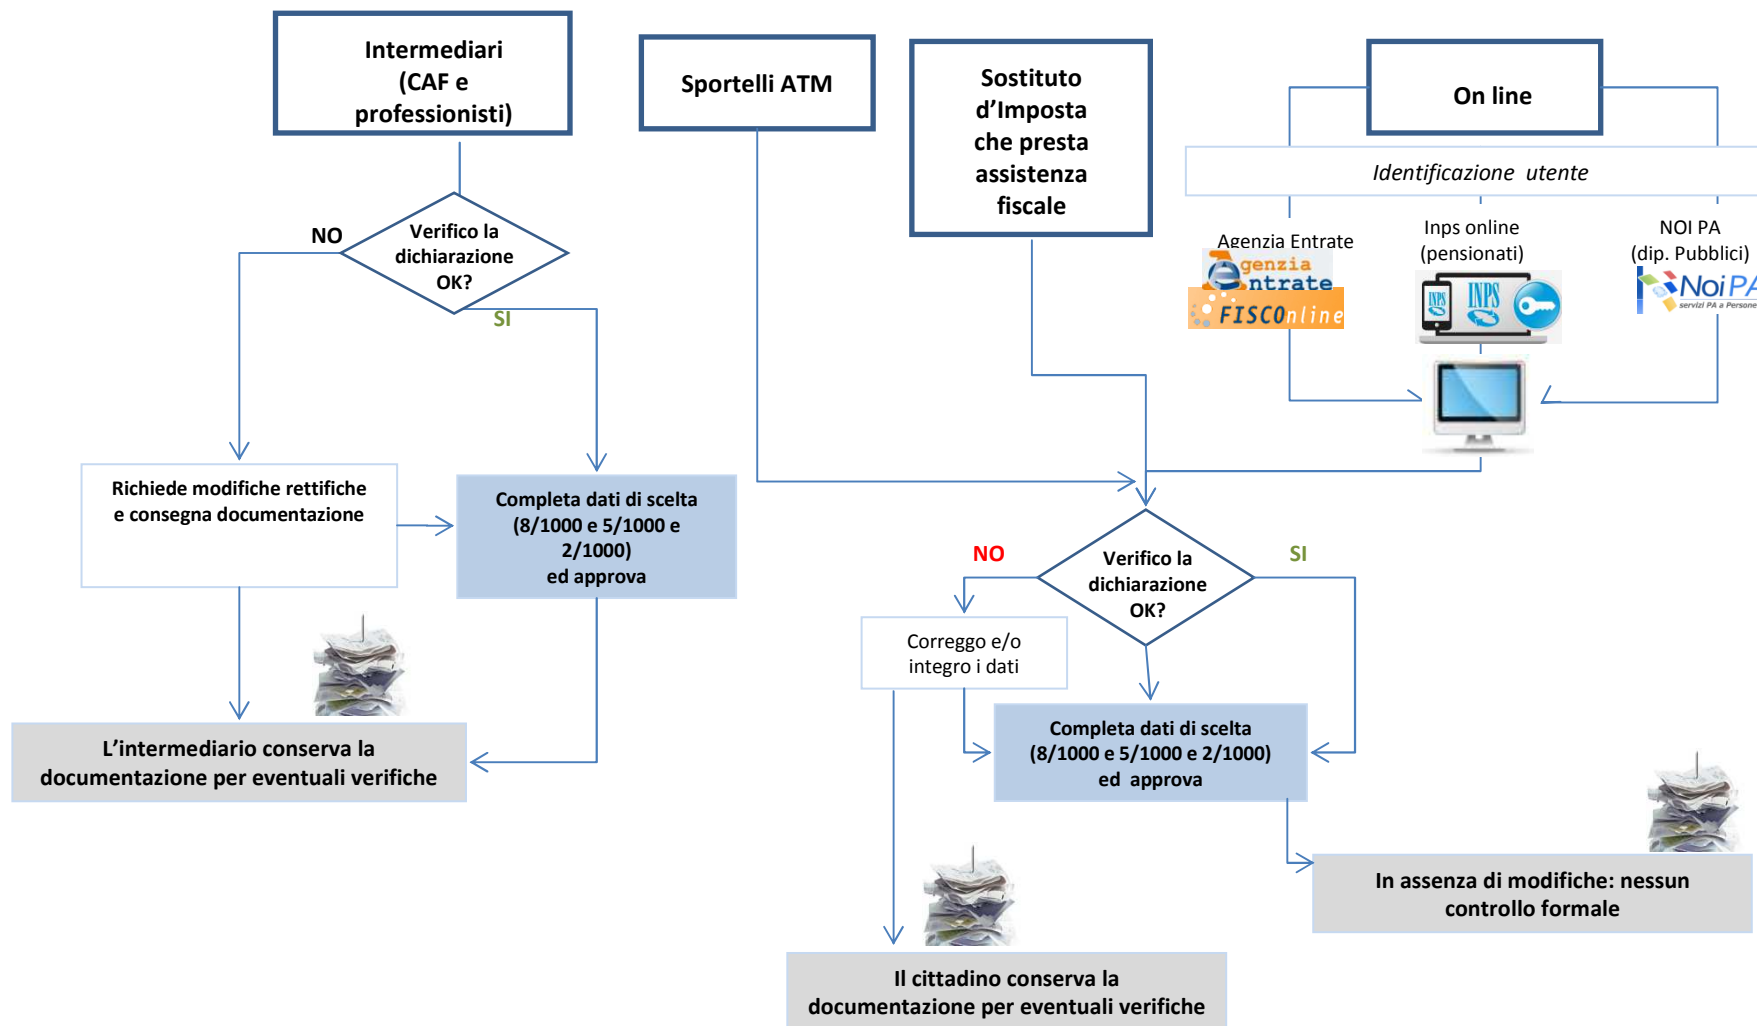 Intermediari
(CAF e
professionisti)
Sportelli ATM
Sostituto
d'Imposta
che presta
assistenza
fiscale
On line
Identificazione utente
Agenzia Entrate
Inps online
(pensionati)
NOI PA
(dip. Pubblici)
genzia
ntrate
FISCOnline
INPS
INPS
NoiPA
servizi PA a Persone
Verifico la
dichiarazione
OK?
NO
SI
Richiede modifiche rettifiche
e consegna documentazione
Completa dati di scelta
(8/1000 e 5/1000 e
2/1000)
ed approva
L'intermediario conserva la
documentazione per eventuali verifiche
NO
Verifico la
dichiarazione
OK?
SI
Correggo e/o
integro i dati
Completa dati di scelta
(8/1000 e 5/1000 e 2/1000)
ed approva
In assenza di modifiche: nessun
controllo formale
Il cittadino conserva la
documentazione per eventuali verifiche